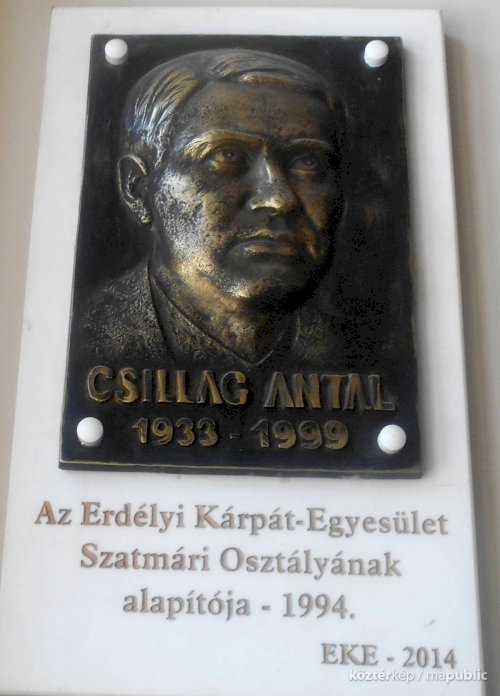 CSILLAG ANTAL
1933 - 1999
Az Erdélyi Kárpát-Egyesület
Szatmári Osztályának
alapítója - 1994.
EKE - 2014
köztérkép / mapublic